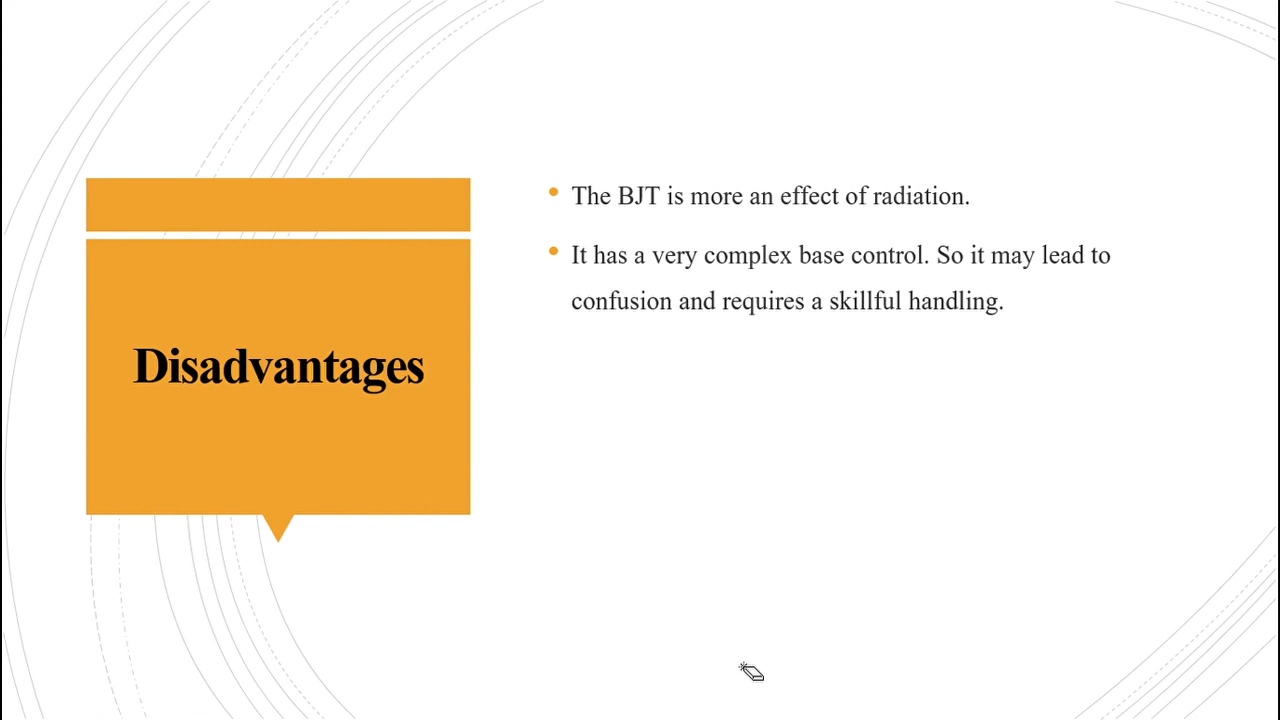 Disadvantages
The BJT is more an effect of radiation.
It has a very complex base control. So it may lead to
confusion and requires a skillful handling.